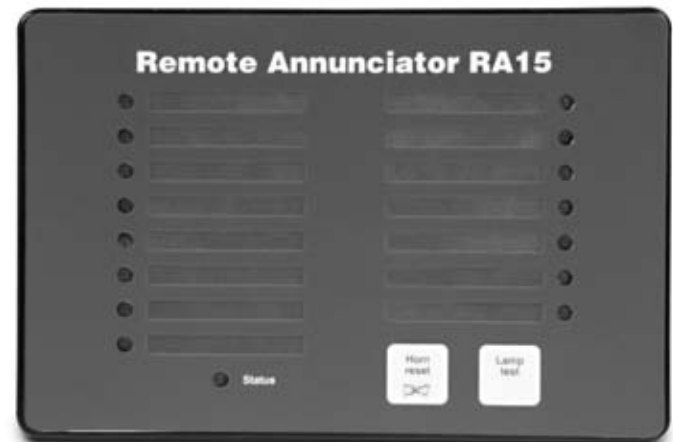 Remote Annunciator RA15
Status
Horn
reset
Lamp
test